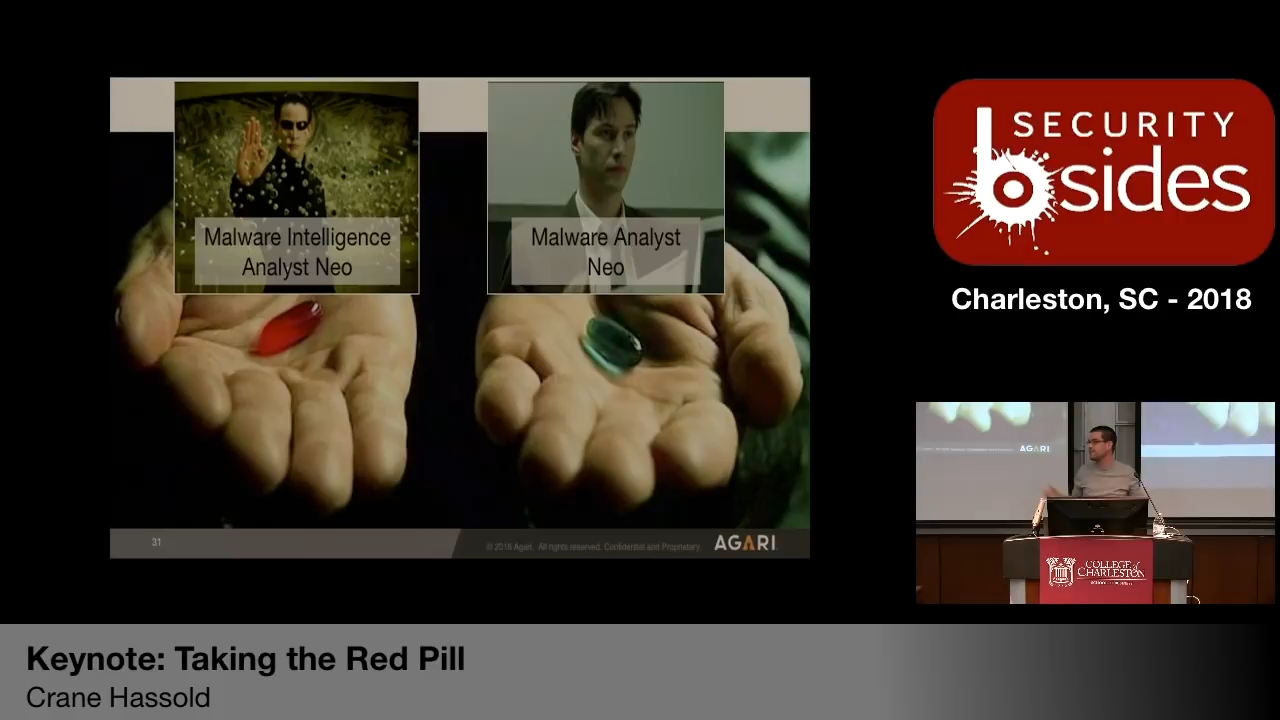 Malware Intelligence
Analyst Neo
Malware Analyst
Neo
31
© 2018 Agari. All rights reserved. Confidential and Proprietary.
AGARI
SECURITY
bsides
Charleston, SC - 2018
AGARI
COLLEGE of
CHARLESTON
Keynote: Taking the Red Pill
Crane Hassold